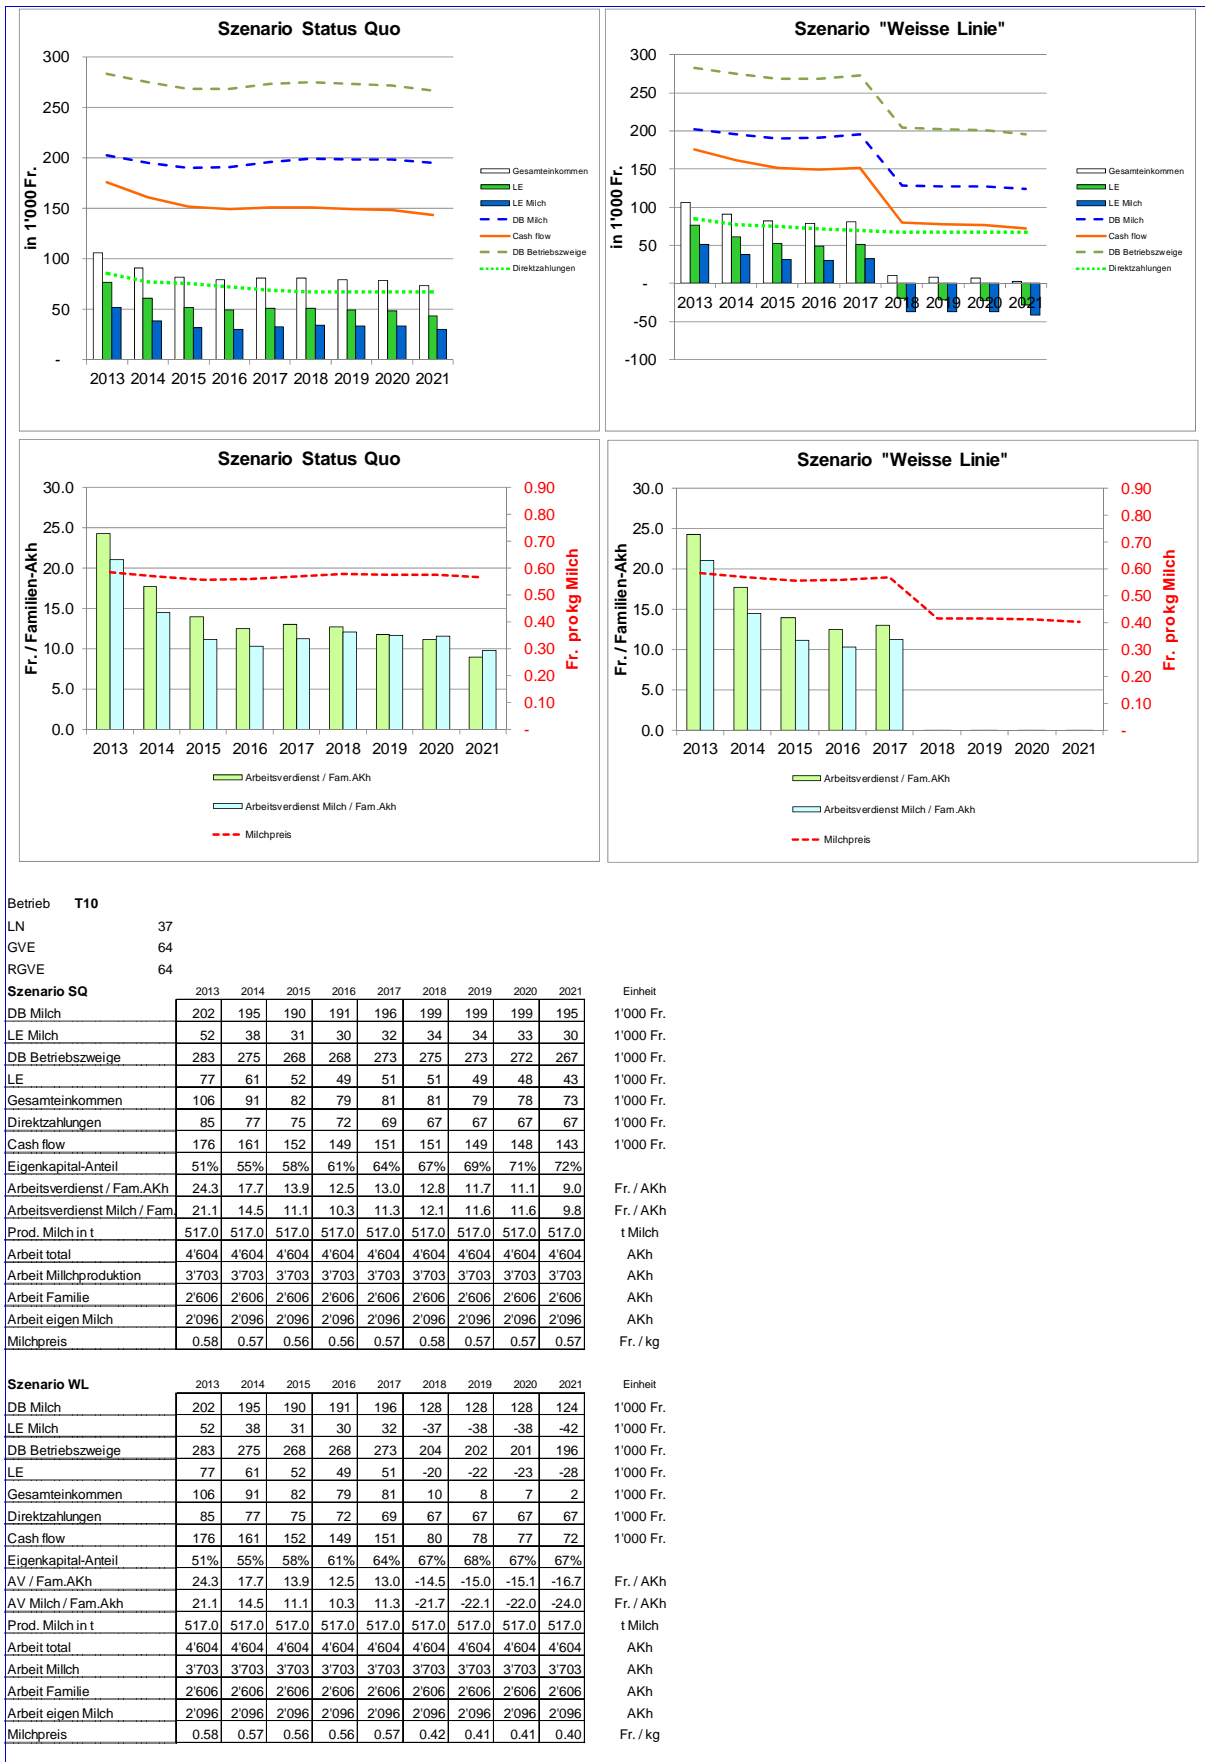 Szenario Status Quo
300
250
200
150
100
50
-
in 1'000 Fr.
2013 2014 2015 2016 2017 2018 2019 2020 2021
Gesamteinkommen
LE
LE Milch
DB Milch
Cash flow
DB Betriebszweige
Direktzahlungen
Szenario "Weisse Linie"
300
250
200
150
100
50
-
-50
-100
in 1'000 Fr.
2013 2014 2015 2016 2017 2018 2019 2020 2021
Gesamteinkommen
LE
LE Milch
DB Milch
Cash flow
DB Betriebszweige
Direktzahlungen
Szenario Status Quo
30.0
25.0
20.0
15.0
10.0
5.0
0.0
Fr. / Familien-Akh
0.90
0.80
0.70
0.60
0.50
0.40
0.30
0.20
0.10
-
Fr. pro kg Milch
2013 2014 2015 2016 2017 2018 2019 2020 2021
Arbeitsverdienst / Fam.AKh
Arbeitsverdienst Milch / Fam.Akh
Milchpreis
Szenario "Weisse Linie"
30.0
25.0
20.0
15.0
10.0
5.0
0.0
Fr. / Familien-Akh
0.90
0.80
0.70
0.60
0.50
0.40
0.30
0.20
0.10
-
Fr. pro kg Milch
2013 2014 2015 2016 2017 2018 2019 2020 2021
Arbeitsverdienst / Fam.AKh
Arbeitsverdienst Milch / Fam.Akh
Milchpreis
Betrieb T10
LN 37
GVE 64
RGVE 64
Szenario SQ 2013 2014 2015 2016 2017 2018 2019 2020 2021 Einheit
DB Milch 202 195 190 191 196 199 199 199 195 1'000 Fr.
LE Milch 52 38 31 30 32 34 34 33 30 1'000 Fr.
DB Betriebszweige 283 275 268 268 273 275 273 272 267 1'000 Fr.
LE 77 61 52 49 51 51 49 48 43 1'000 Fr.
Gesamteinkommen 106 91 82 79 81 81 79 78 73 1'000 Fr.
Direktzahlungen 85 77 75 72 69 67 67 67 67 1'000 Fr.
Cash flow 176 161 152 149 151 151 149 148 143 1'000 Fr.
Eigenkapital-Anteil 51% 55% 58% 61% 64% 67% 69% 71% 72%
Arbeitsverdienst / Fam.AKh 24.3 17.7 13.9 12.5 13.0 12.8 11.7 11.1 9.0 Fr. / AKh
Arbeitsverdienst Milch / Fam. 21.1 14.5 11.1 10.3 11.3 12.1 11.6 11.6 9.8 Fr. / AKh
Prod. Milch in t 517.0 517.0 517.0 517.0 517.0 517.0 517.0 517.0 517.0 t Milch
Arbeit total 4'604 4'604 4'604 4'604 4'604 4'604 4'604 4'604 4'604 AKh
Arbeit Millchproduktion 3'703 3'703 3'703 3'703 3'703 3'703 3'703 3'703 3'703 AKh
Arbeit Familie 2'606 2'606 2'606 2'606 2'606 2'606 2'606 2'606 2'606 AKh
Arbeit eigen Milch 2'096 2'096 2'096 2'096 2'096 2'096 2'096 2'096 2'096 AKh
Milchpreis 0.58 0.57 0.56 0.56 0.57 0.58 0.57 0.57 0.57 Fr. / kg
Szenario WL 2013 2014 2015 2016 2017 2018 2019 2020 2021 Einheit
DB Milch 202 195 190 191 196 128 128 128 124 1'000 Fr.
LE Milch 52 38 31 30 32 -37 -38 -38 -42 1'000 Fr.
DB Betriebszweige 283 275 268 268 273 204 202 201 196 1'000 Fr.
LE 77 61 52 49 51 -20 -22 -23 -28 1'000 Fr.
Gesamteinkommen 106 91 82 79 81 10 8 7 2 1'000 Fr.
Direktzahlungen 85 77 75 72 69 67 67 67 67 1'000 Fr.
Cash flow 176 161 152 149 151 80 78 77 72 1'000 Fr.
Eigenkapital-Anteil 51% 55% 58% 61% 64% 67% 68% 67% 67%
AV / Fam.AKh 24.3 17.7 13.9 12.5 13.0 -14.5 -15.0 -15.1 -16.7 Fr. / AKh
AV Milch / Fam.Akh 21.1 14.5 11.1 10.3 11.3 -21.7 -22.1 -22.0 -24.0 Fr. / AKh
Prod. Milch in t 517.0 517.0 517.0 517.0 517.0 517.0 517.0 517.0 517.0 t Milch
Arbeit total 4'604 4'604 4'604 4'604 4'604 4'604 4'604 4'604 4'604 AKh
Arbeit Millch 3'703 3'703 3'703 3'703 3'703 3'703 3'703 3'703 3'703 AKh
Arbeit Familie 2'606 2'606 2'606 2'606 2'606 2'606 2'606 2'606 2'606 AKh
Arbeit eigen Milch 2'096 2'096 2'096 2'096 2'096 2'096 2'096 2'096 2'096 AKh
Milchpreis 0.58 0.57 0.56 0.56 0.57 0.42 0.41 0.41 0.40 Fr. / kg